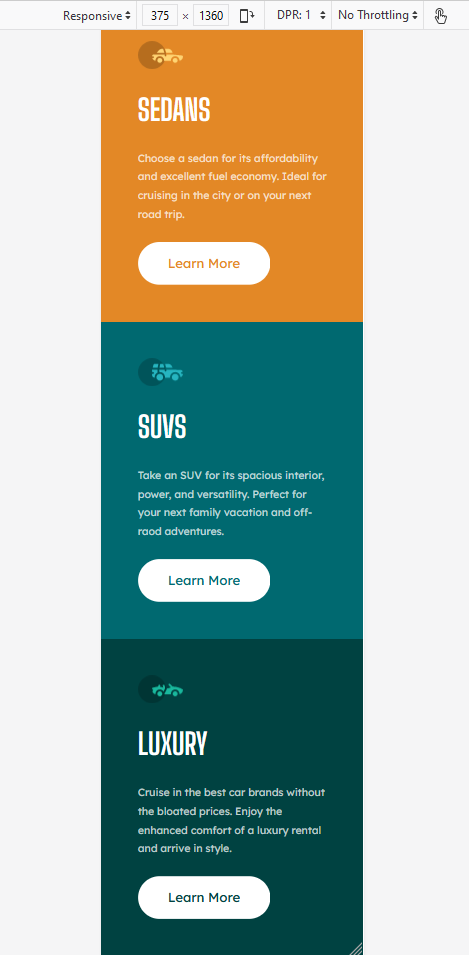 Responsive 375 × 1360 DPR: 1 No Throttling
SEDANS
Choose a sedan for its affordability
and excellent fuel economy. Ideal for
cruising in the city or on your next
road trip.
Learn More
SUVS
Take an SUV for its spacious interior,
power, and versatility. Perfect for
your next family vacation and off-
raod adventures.
Learn More
LUXURY
Cruise in the best car brands without
the bloated prices. Enjoy the
enhanced comfort of a luxury rental
and arrive in style.
Learn More